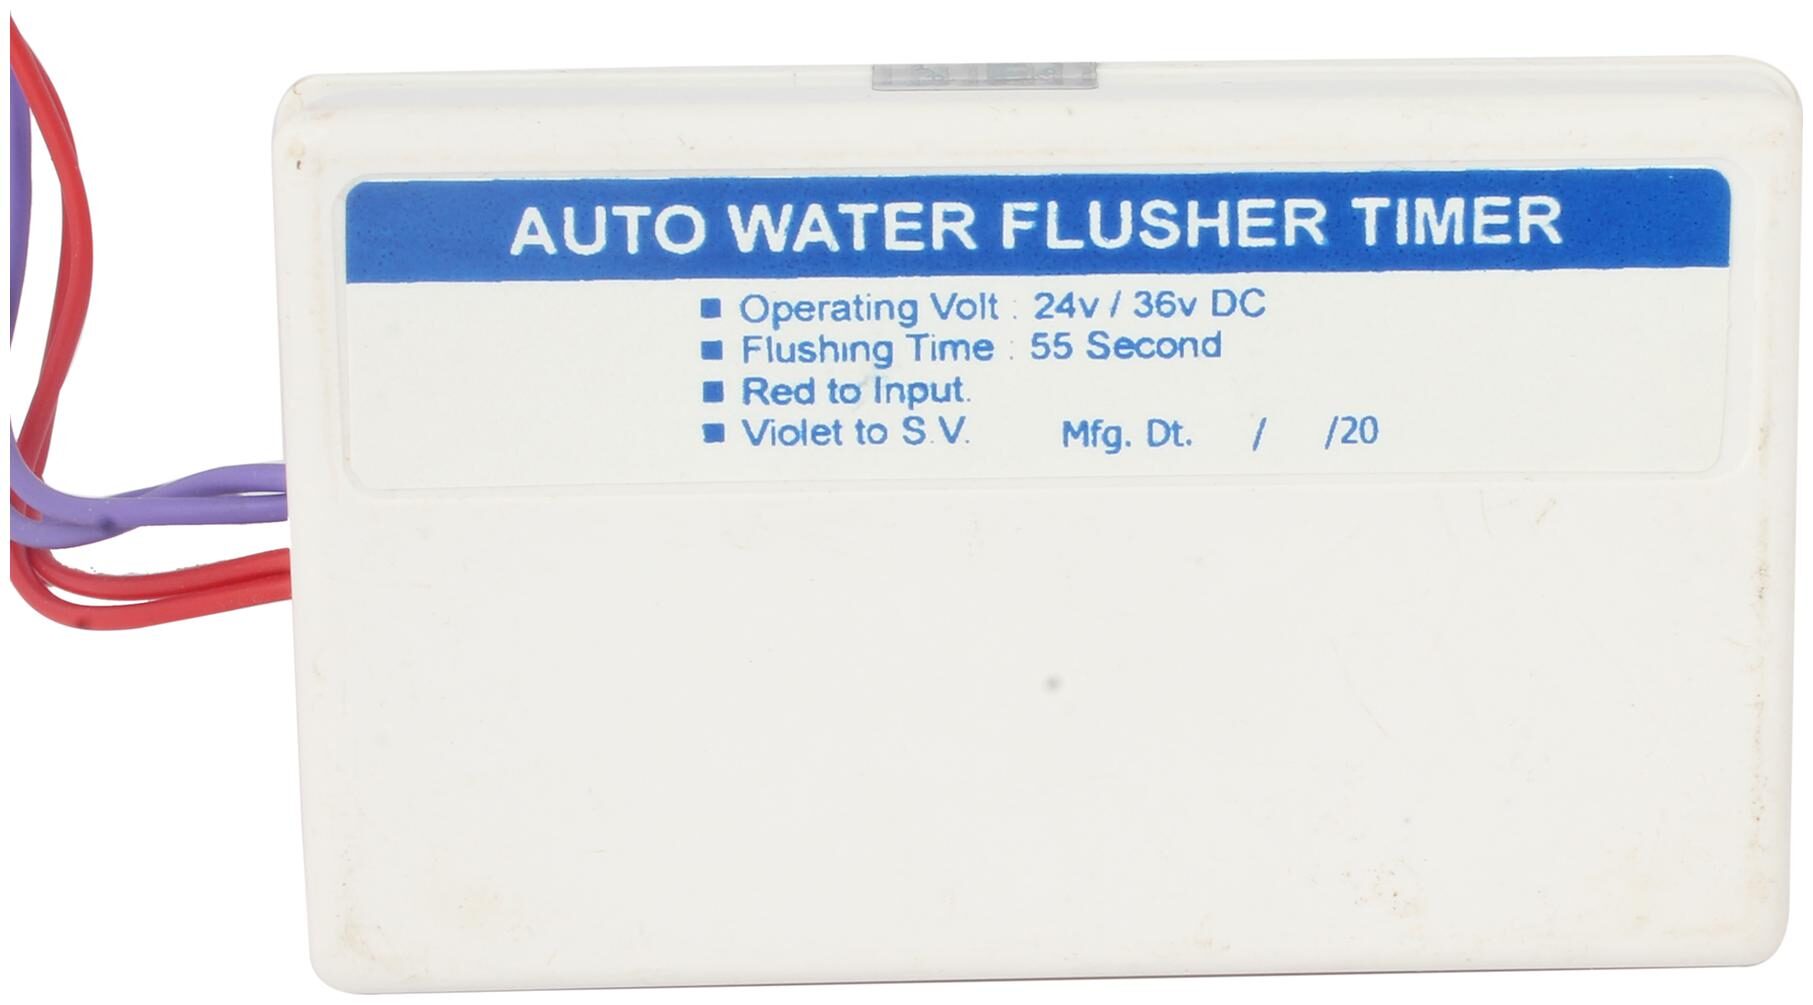 AUTO WATER FLUSHER TIMER
■ Operating Volt : 24v / 36v DC
■ Flushing Time : 55 Second
■ Red to Input.
■ Violet to S.V. Mfg. Dt. / /20